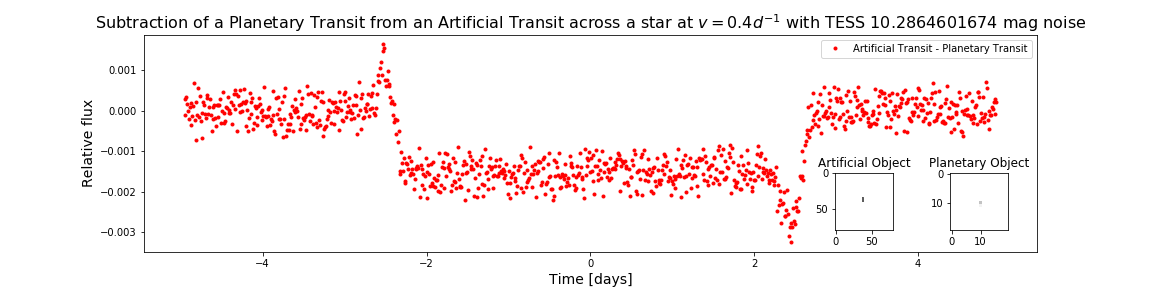 Subtraction of a Planetary Transit from an Artificial Transit across a star at v = 0.4d⁻¹ with TESS 10.2864601674 mag noise
Artificial Transit - Planetary Transit
Relative flux
0.001
0.000
−0.001
−0.002
−0.003
Artificial Object Planetary Object
0
50
0 50
0
10
0 10
−4 −2 0 2 4
Time [days]